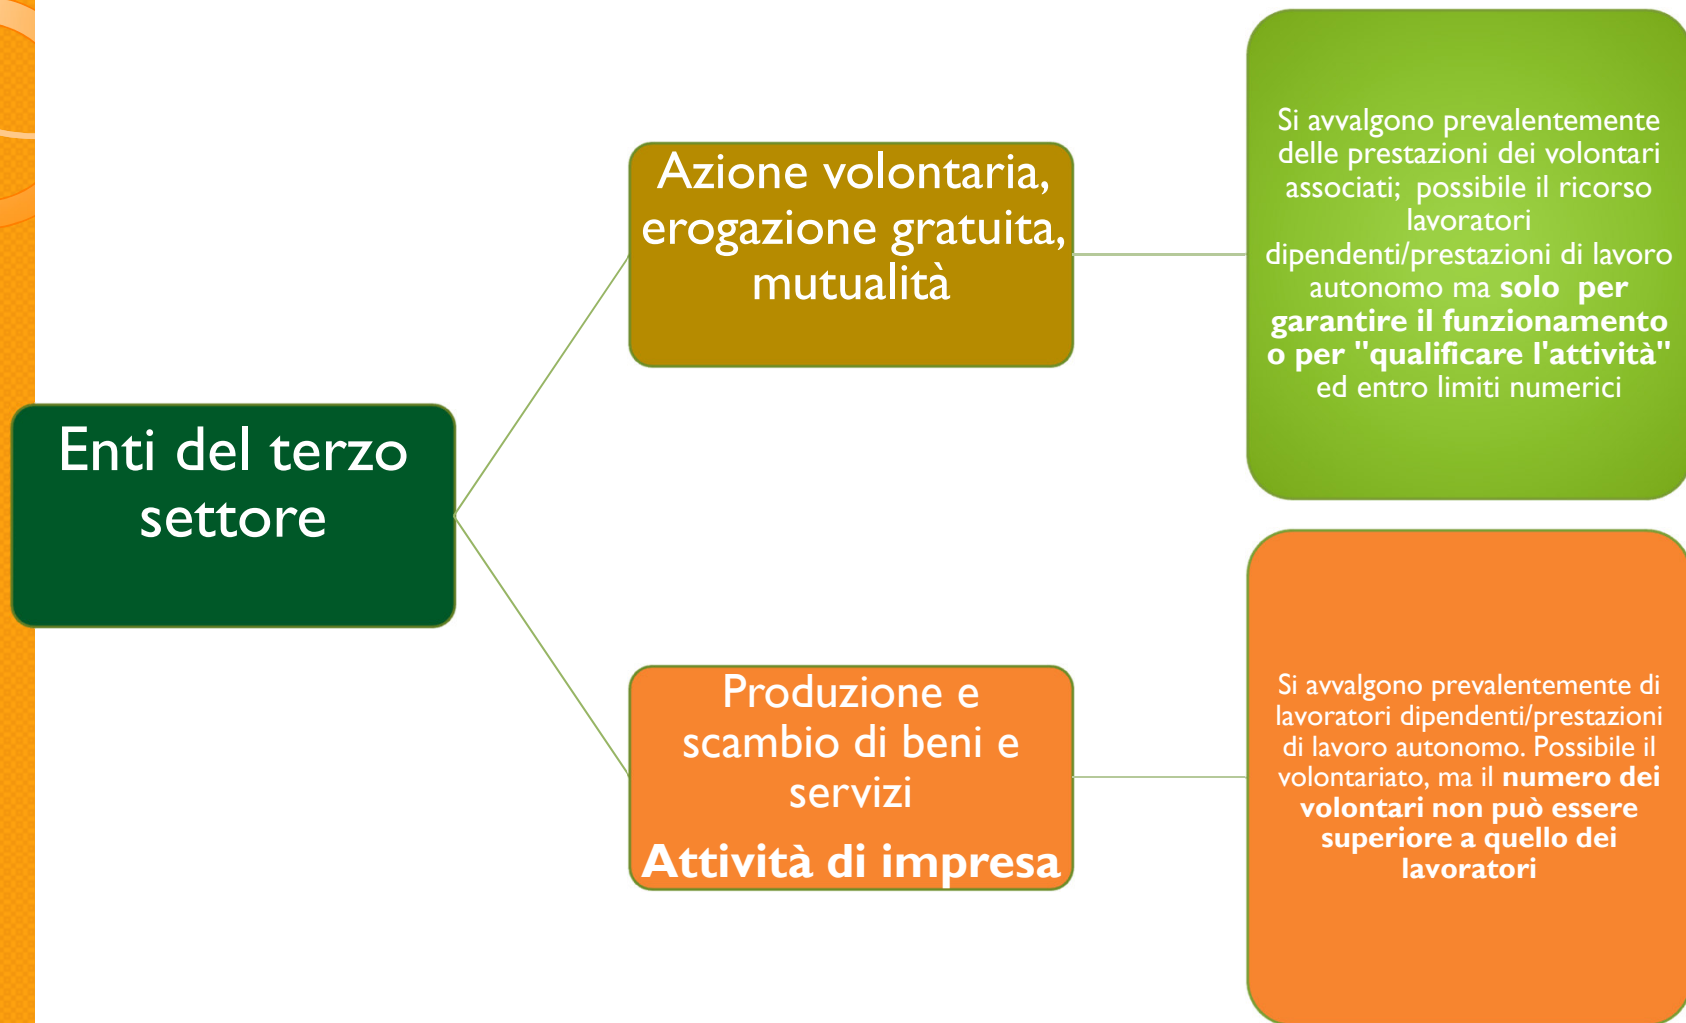 Enti del terzo
settore
Azione volontaria,
erogazione gratuita,
mutualità
Si avvalgono prevalentemente
delle prestazioni dei volontari
associati;  possibile il ricorso
lavoratori
dipendenti/prestazioni di lavoro
autonomo ma solo  per
garantire il funzionamento
o per "qualificare l'attività"
ed entro limiti numerici
Produzione e
scambio di beni e
servizi
Attività di impresa
Si avvalgono prevalentemente di
lavoratori dipendenti/prestazioni
di lavoro autonomo. Possibile il
volontariato, ma il numero dei
volontari non può essere
superiore a quello dei
lavoratori